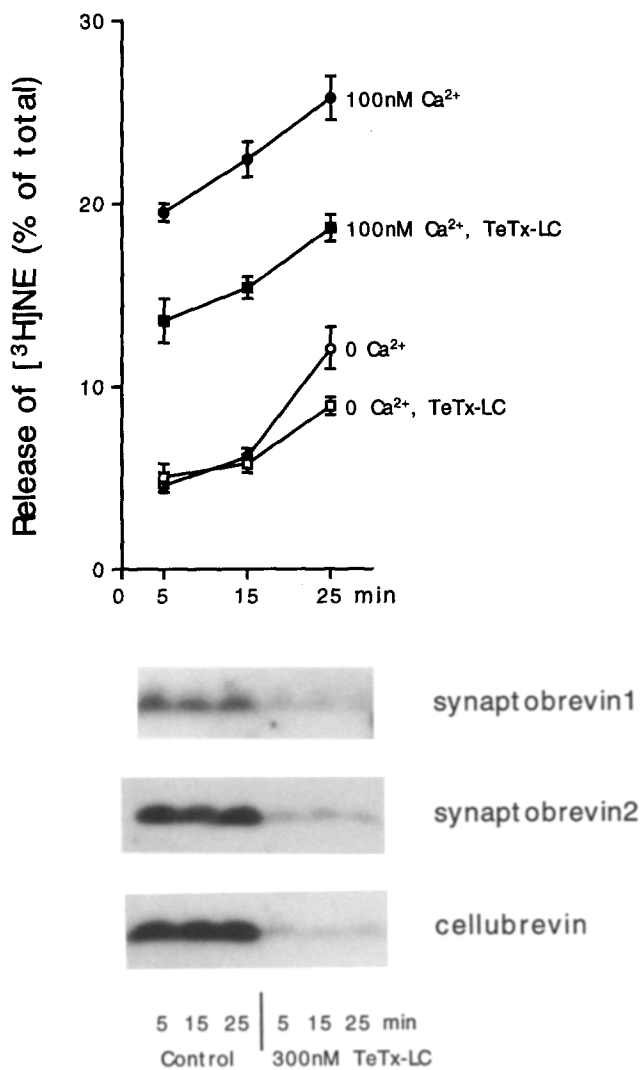 Release of [³H]NE (% of total)
30
20
10
0
100nM Ca²⁺
100nM Ca²⁺, TeTx-LC
0 Ca²⁺
0 Ca²⁺, TeTx-LC
0 5 15 25 min
synaptobrevin1
synaptobrevin2
cellubrevin
5 15 25 5 15 25 min
Control 300nM TeTx-LC